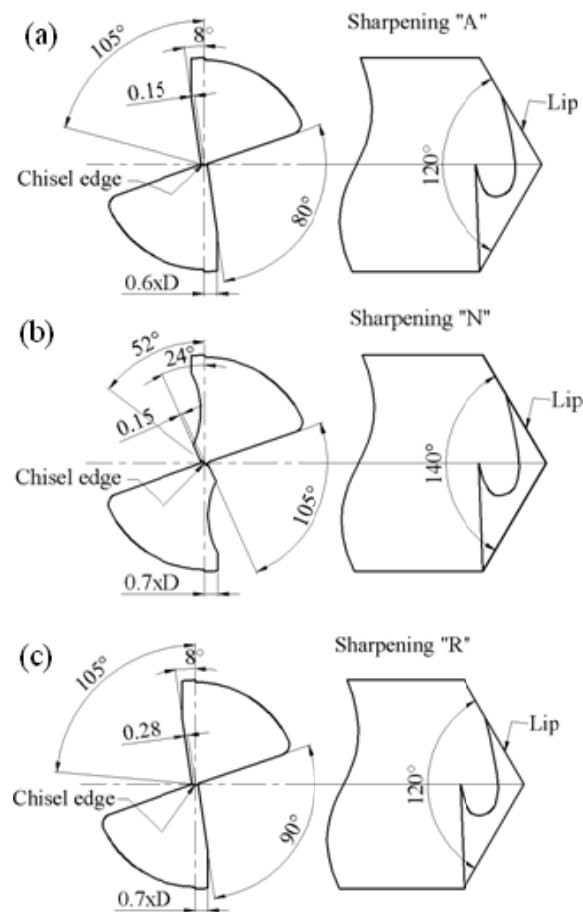 (a)
Sharpening "A"
105°
8°
0.15
Lip
Chisel edge
120°
80°
0.6xD
(b)
Sharpening "N"
52°
24°
0.15
Lip
Chisel edge
140°
105°
0.7xD
(c)
Sharpening "R"
105°
8°
0.28
Lip
Chisel edge
120°
90°
0.7xD